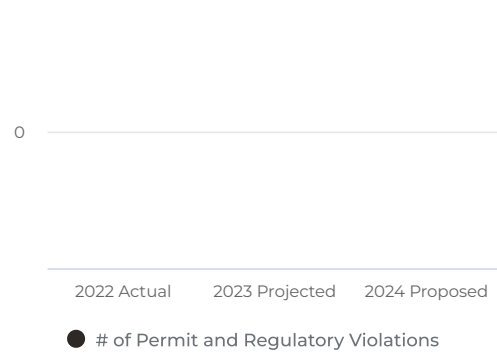 0
2022 Actual 2023 Projected 2024 Proposed
# of Permit and Regulatory Violations